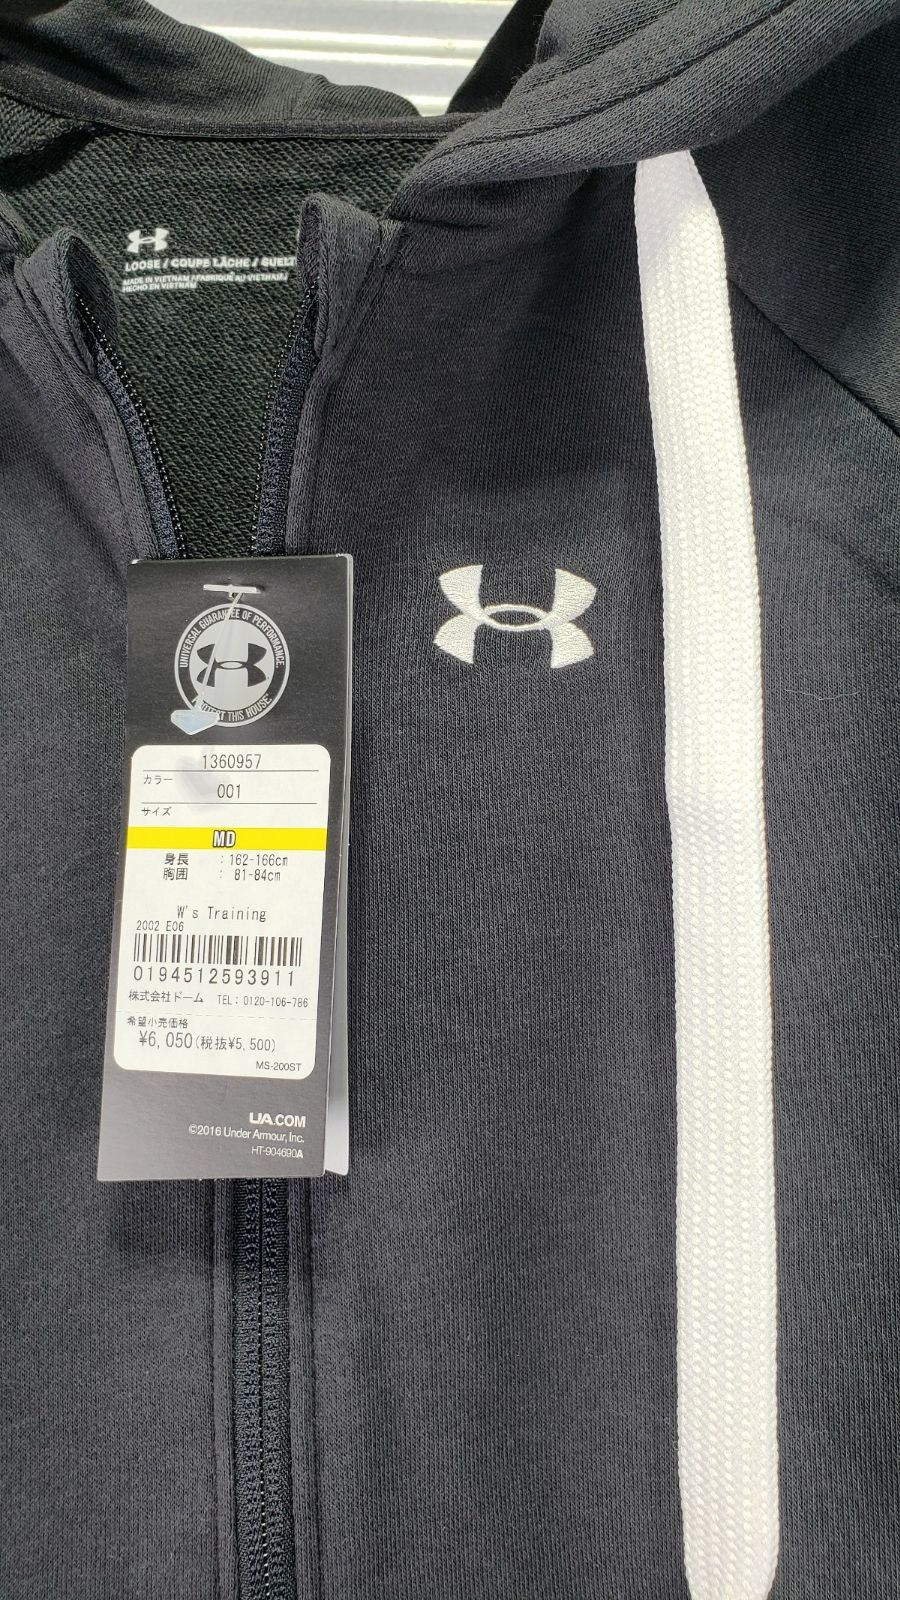 LOOSE / COUPE LÂCHE / SUELT
MADE IN VIETNAM / FABRIQUÉ AU VIETNAM /
HECHO EN VIETNAM
UNIVERSAL GUARANTEE OF PERFORMANCE
PROTECT THIS HOUSE
1360957
カラー
001
サイズ
MD
身長 : 162-166cm
胸囲 : 81-84cm
W's Training
2002 E06
0194512593911
株式会社ドーム TEL: 0120-106-786
希望小売価格
¥6,050(税抜¥5,500)
MS-200ST
UA.COM
©2016 Under Armour, Inc.
HT-904690A